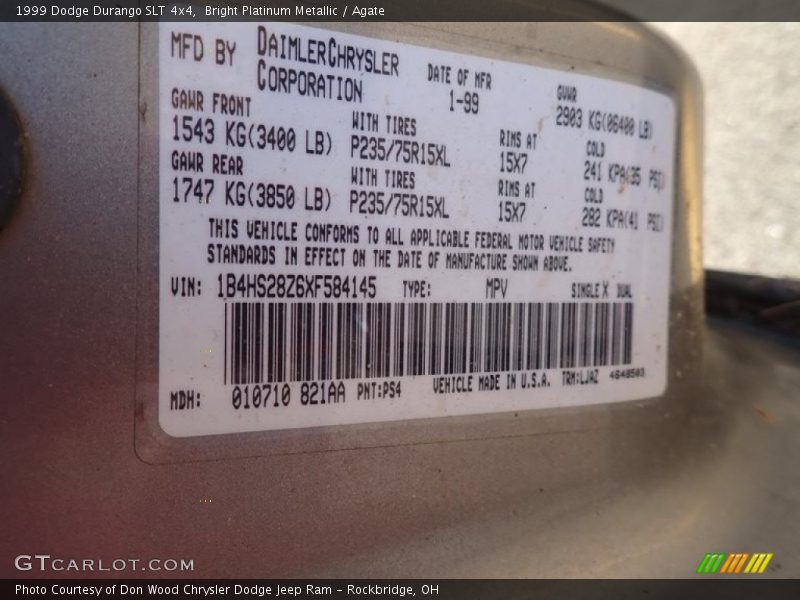 1999 Dodge Durango SLT 4x4, Bright Platinum Metallic / Agate
MFD BY DAIMLERCHRYSLER CORPORATION DATE OF MFR 1-99 GVWR 2903 KG(06400 LB)
GAWR FRONT WITH TIRES RIMS AT COLD
1543 KG(3400 LB) P235/75R15XL 15X7 241 KPA(35 PSI)
GAWR REAR WITH TIRES RIMS AT COLD
1747 KG(3850 LB) P235/75R15XL 15X7 282 KPA(41 PSI)
THIS VEHICLE CONFORMS TO ALL APPLICABLE FEDERAL MOTOR VEHICLE SAFETY
STANDARDS IN EFFECT ON THE DATE OF MANUFACTURE SHOWN ABOVE.
VIN: 1B4HS28Z6XF584145 TYPE: MPV SINGLE X DUAL
MDH: 010710 821AA PNT:PS4 VEHICLE MADE IN U.S.A. TRM:LJAZ 4648503
GTCARLOT.COM
Photo Courtesy of Don Wood Chrysler Dodge Jeep Ram – Rockbridge, OH